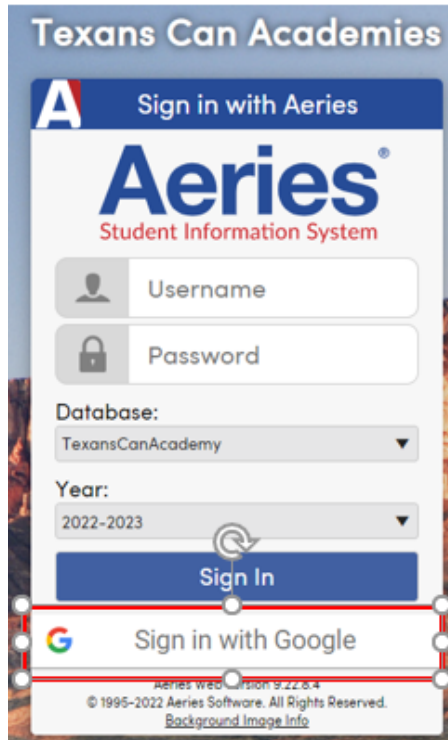 Texans Can Academies
Sign in with Aeries
Aeries®
Student Information System
Username
Password
Database:
TexansCanAcademy
Year:
2022-2023
Sign In
Sign in with Google
Aeries Web Version 9.22.8.4
© 1995-2022 Aeries Software. All Rights Reserved.
Background Image Info